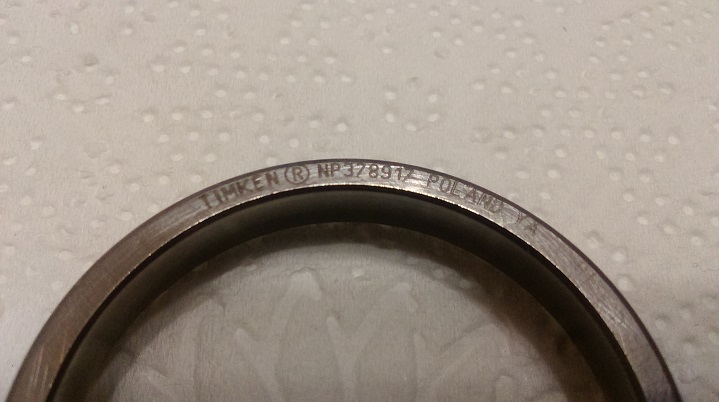 TIMKEN ® NP378917 POLAND YA